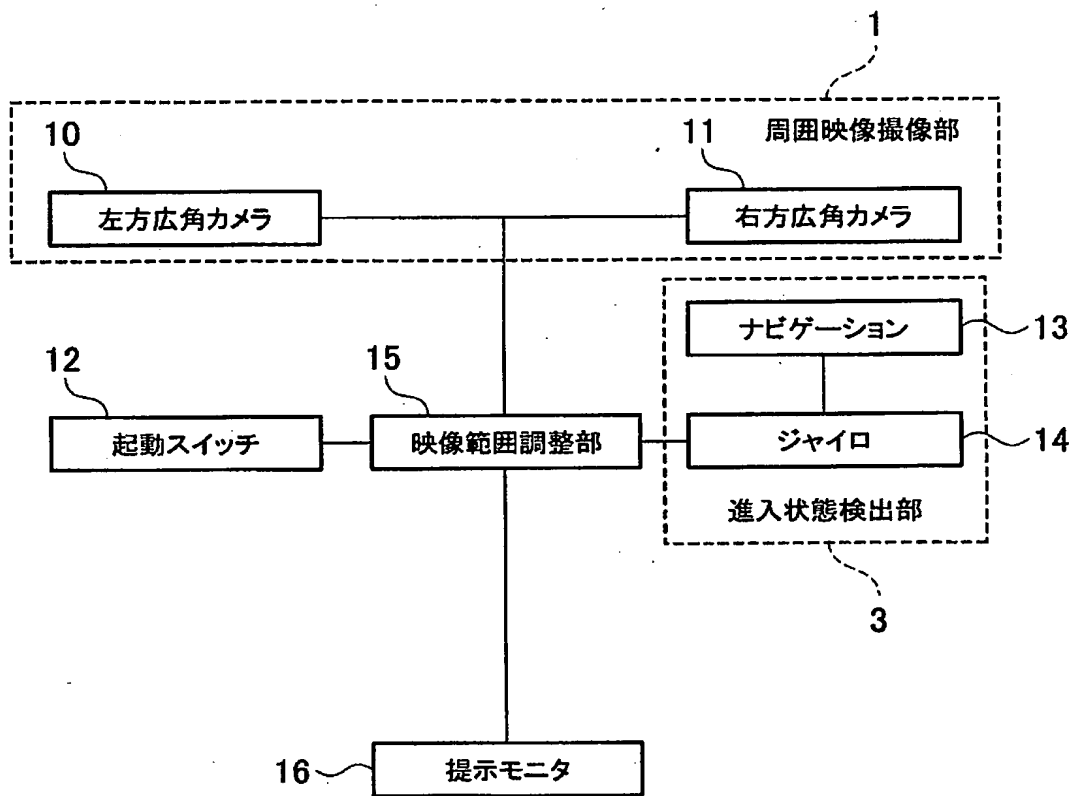 1
周囲映像撮像部
10
11
左方広角カメラ
右方広角カメラ
ナビゲーション
13
12
15
起動スイッチ
映像範囲調整部
ジャイロ
14
進入状態検出部
3
16
提示モニタ